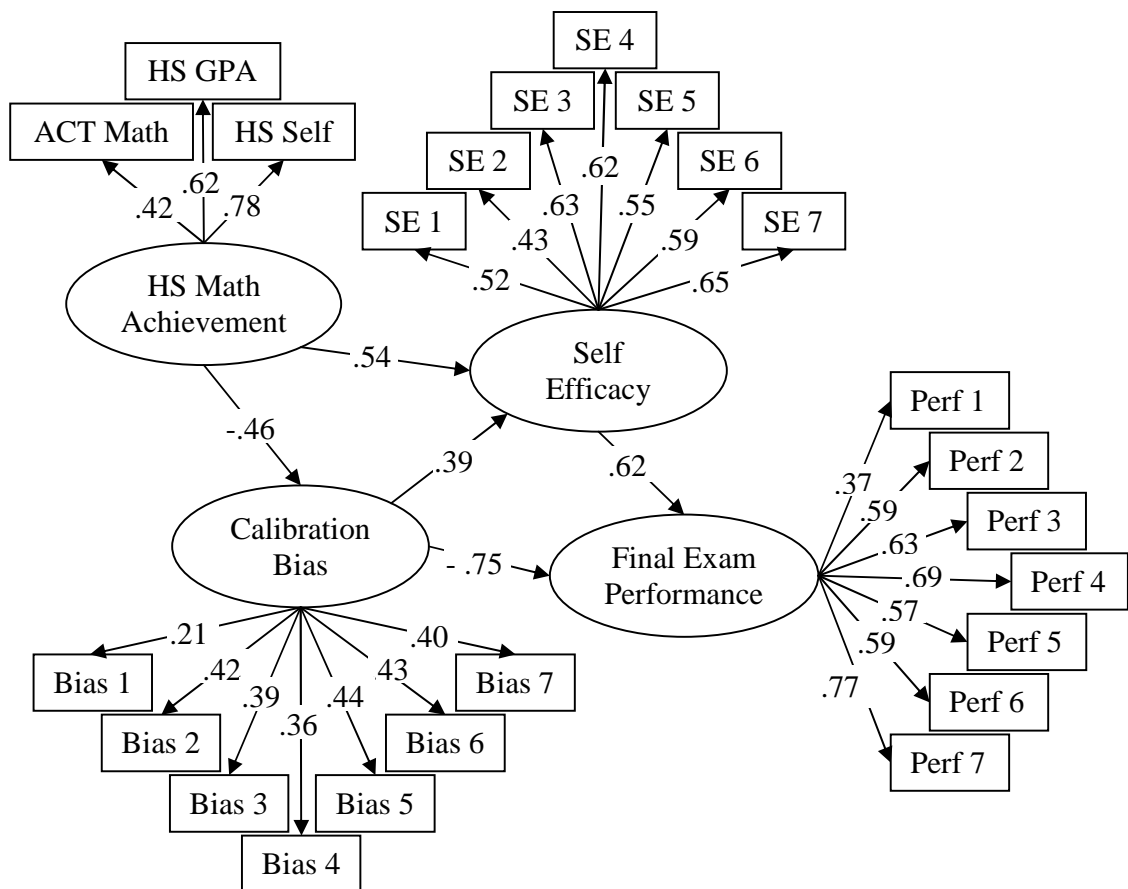 SE 4
HS GPA
SE 3
SE 5
ACT Math
HS Self
SE 2
SE 6
.62
.62
.42
.78
SE 1
.63
.55
SE 7
.43
.59
.52
.65
HS Math
Achievement
.54
Self
Efficacy
Perf 1
-.46
.39
.62
Perf 2
.37
.59
Perf 3
Calibration
Bias
- .75
Final Exam
Performance
.63
.69
Perf 4
.57
.59
Perf 5
.21
.40
.42
.43
.77
Bias 1
.39
.44
Bias 7
Perf 6
.36
Bias 2
Bias 6
Perf 7
Bias 3
Bias 5
Bias 4